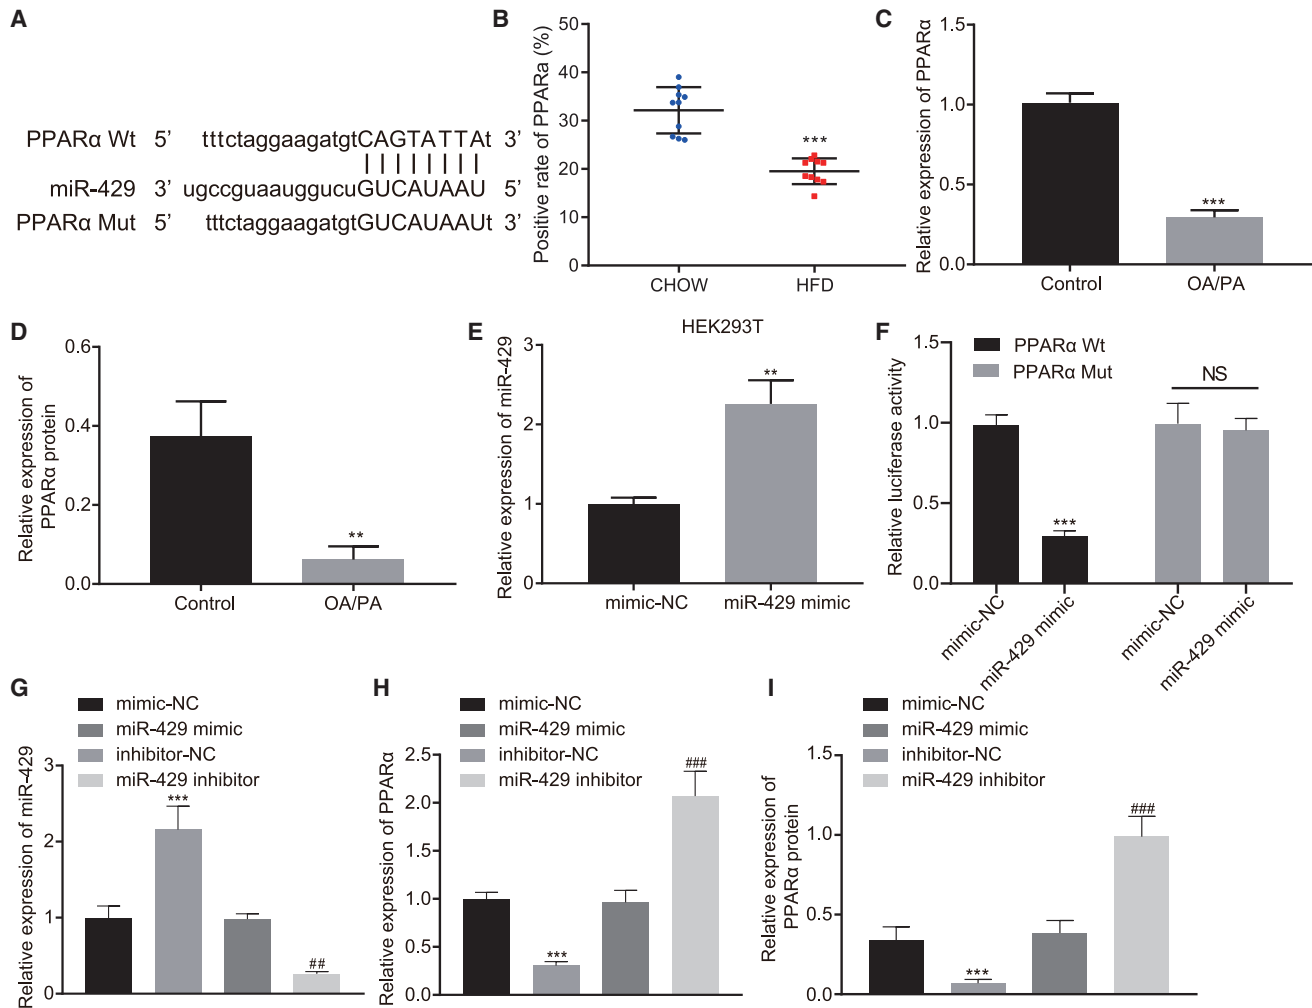 A
PPARα Wt 5’ tttctaggaagatgtCAGTATTAt 3’
miR-429 3’ ugccguaauggucuGUCAUAAU 5’
PPARα Mut 5’ tttctaggaagatgtGUCAUAAUt 3’
B
Positive rate of PPARa (%)
50
40
30
20
10
0
***
CHOW HFD
C
Relative expression of PPARα
1.5
1.0
0.5
0.0
***
Control OA/PA
D
Relative expression of
PPARα protein
0.6
0.4
0.2
0.0
**
Control OA/PA
E
HEK293T
Relative expression of miR-429
3
2
1
0
**
mimic-NC miR-429 mimic
F
Relative luciferase activity
1.5
1.0
0.5
0.0
PPARα Wt
PPARα Mut
NS
***
mimic-NC
miR-429 mimic
mimic-NC
miR-429 mimic
G
mimic-NC
miR-429 mimic
inhibitor-NC
miR-429 inhibitor
Relative expression of miR-429
3
2
1
0
***
##
H
mimic-NC
miR-429 mimic
inhibitor-NC
miR-429 inhibitor
Relative expression of PPARα
2.5
2.0
1.5
1.0
0.5
0.0
***
###
I
mimic-NC
miR-429 mimic
inhibitor-NC
miR-429 inhibitor
Relative expression of
PPARα protein
1.5
1.0
0.5
0.0
***
###